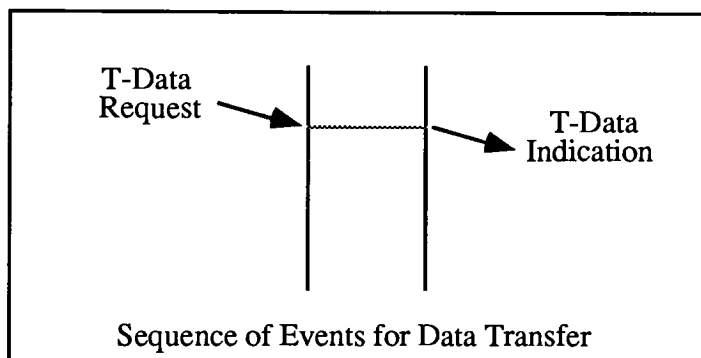 T-Data
Request
T-Data
Indication
Sequence of Events for Data Transfer